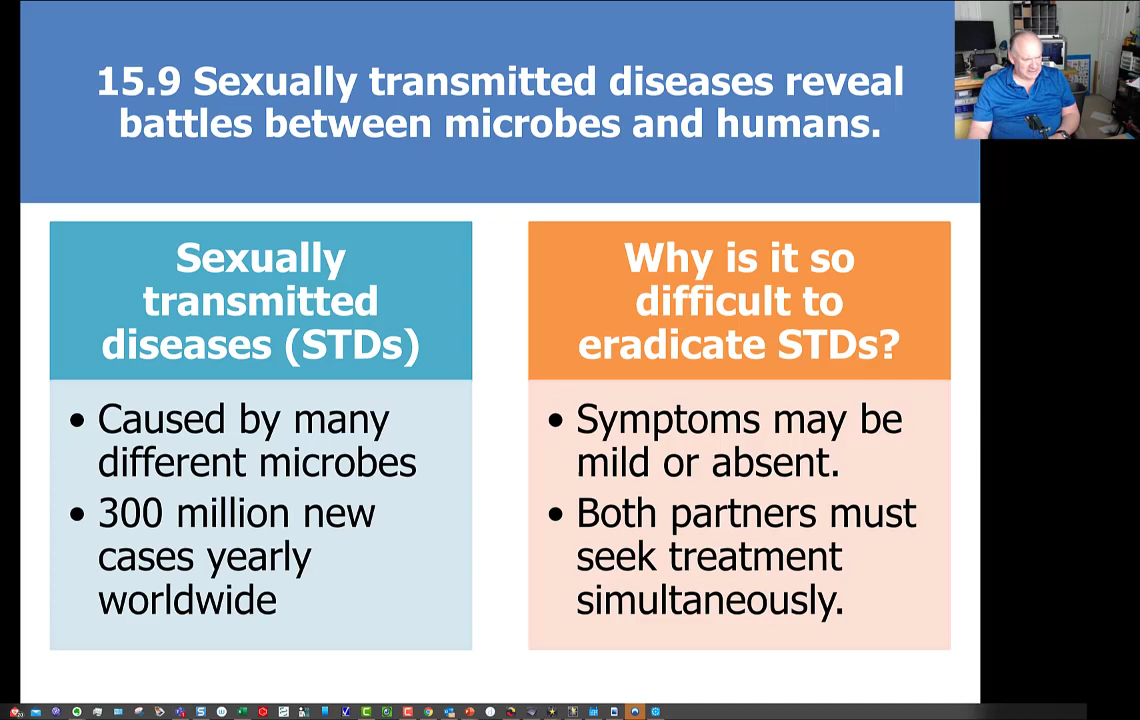 15.9 Sexually transmitted diseases reveal
battles between microbes and humans.
Sexually
transmitted
diseases (STDs)
• Caused by many
different microbes
• 300 million new
cases yearly
worldwide
Why is it so
difficult to
eradicate STDs?
• Symptoms may be
mild or absent.
• Both partners must
seek treatment
simultaneously.